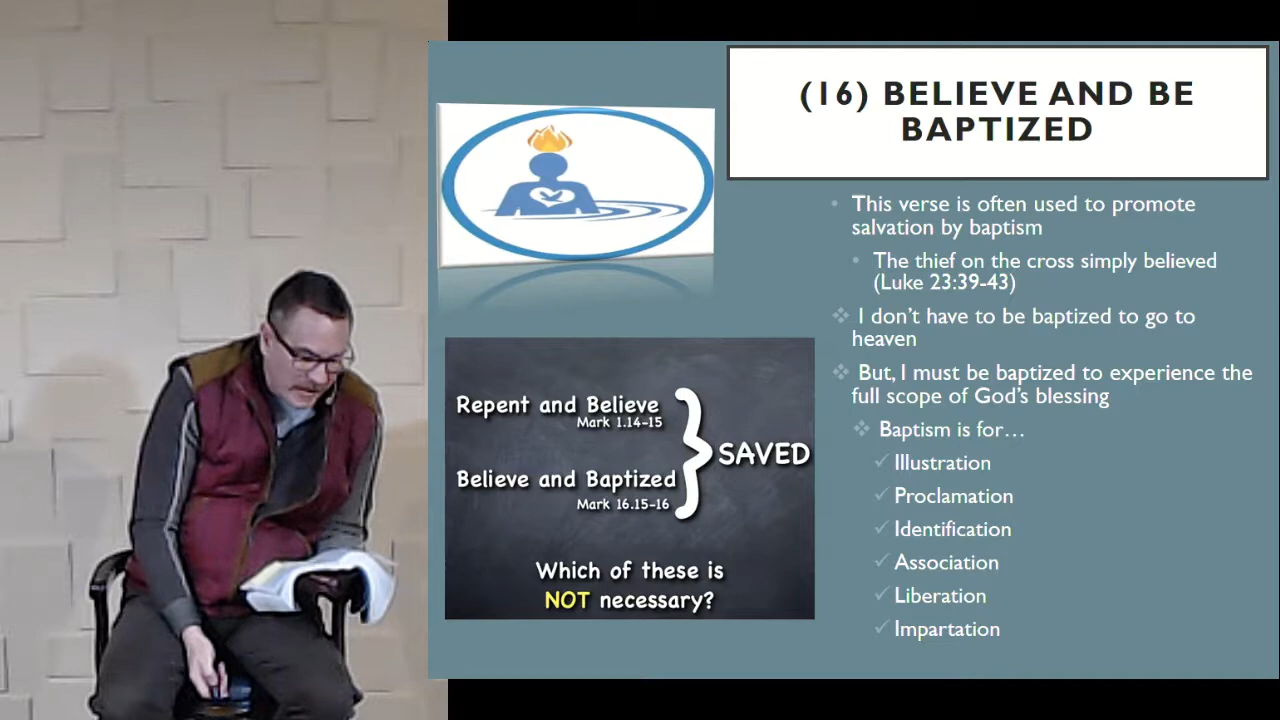 (16) BELIEVE AND BE
BAPTIZED
This verse is often used to promote
salvation by baptism
The thief on the cross simply believed
(Luke 23:39-43)
I don't have to be baptized to go to
heaven
But, I must be baptized to experience the
full scope of God's blessing
Baptism is for...
Illustration
Proclamation
Identification
Association
Liberation
Impartation
Repent and Believe
Mark 1.14-15
Believe and Baptized
Mark 16.15-16
SAVED
Which of these is
NOT necessary?